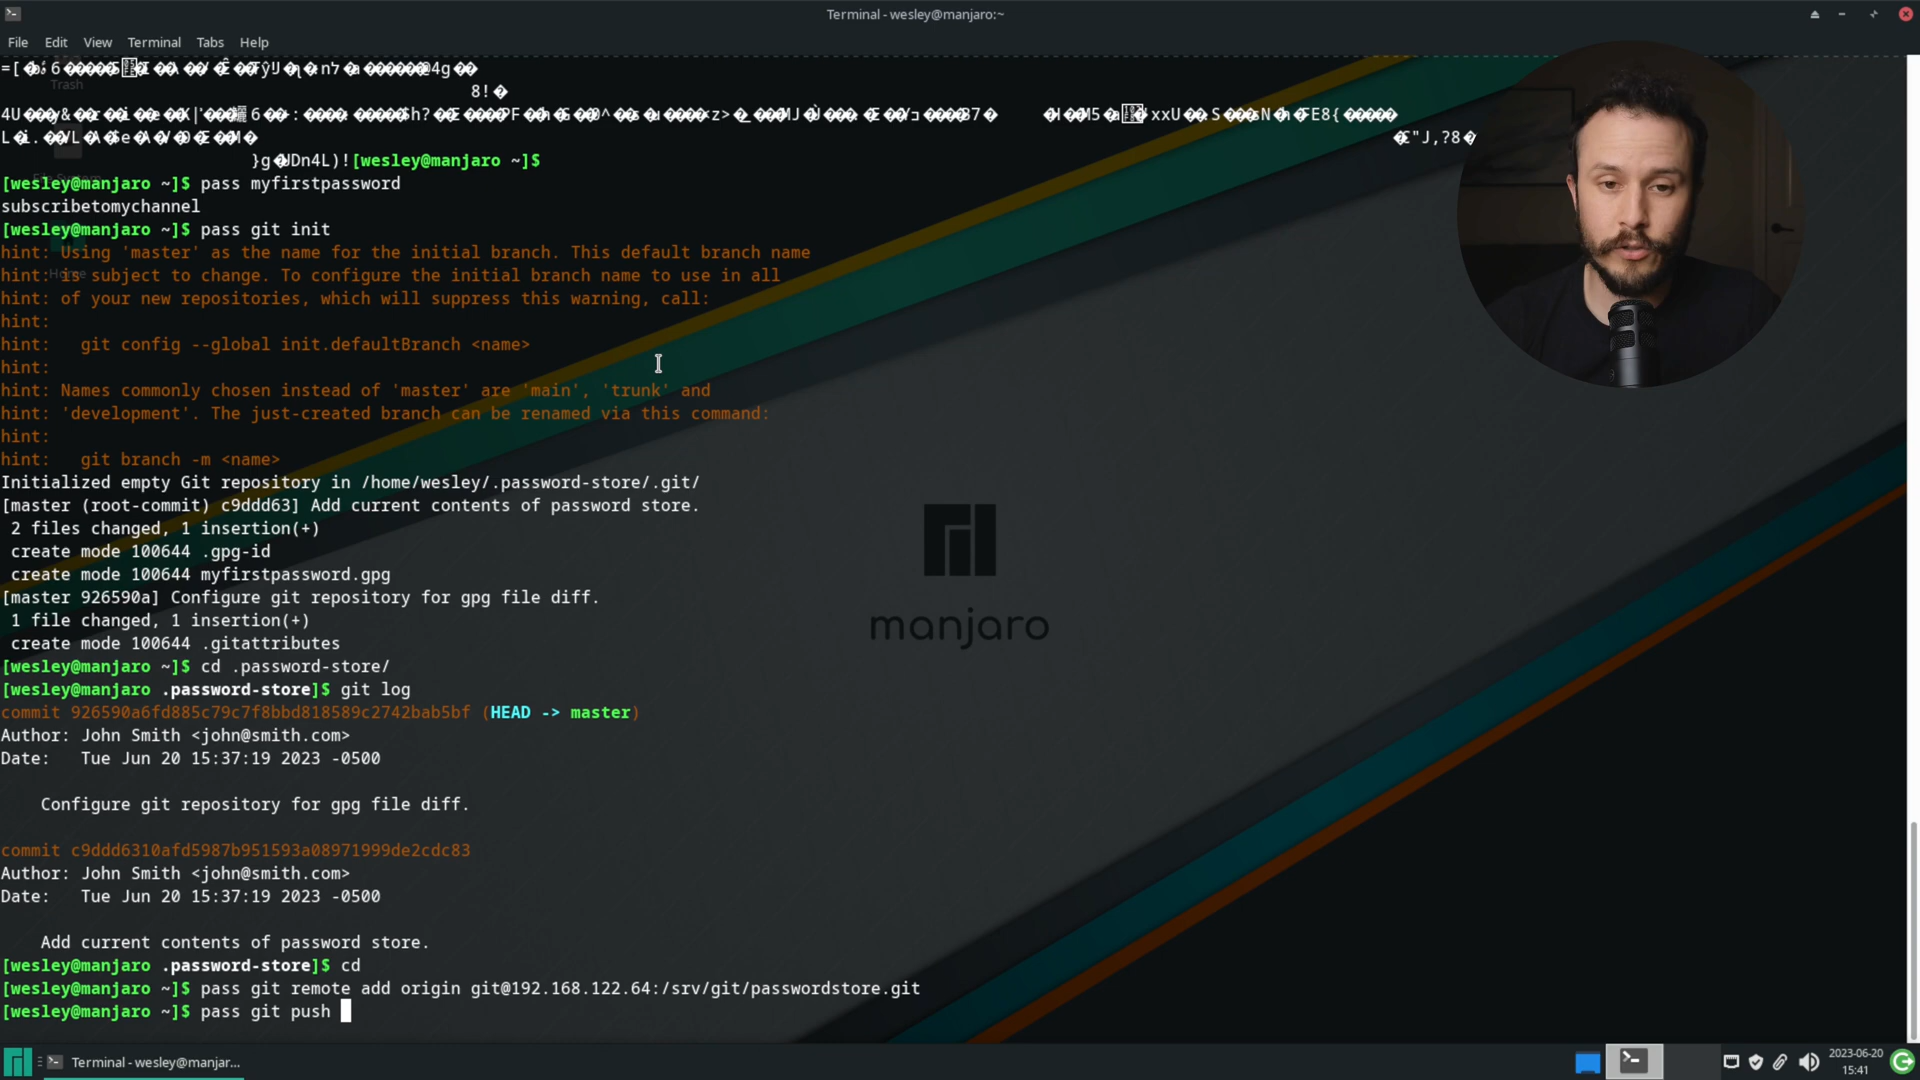 Terminal - wesley@manjaro:~
File Edit View Terminal Tabs Help
Trash
8!
[wesley@manjaro ~]$
[wesley@manjaro ~]$ pass myfirstpassword
subscribetomychannel
[wesley@manjaro ~]$ pass git init
hint: Using 'master' as the name for the initial branch. This default branch name
hint: is subject to change. To configure the initial branch name to use in all
Home
hint: of your new repositories, which will suppress this warning, call:
hint:
hint:   git config --global init.defaultBranch <name>
hint:
hint: Names commonly chosen instead of 'master' are 'main', 'trunk' and
hint: 'development'. The just-created branch can be renamed via this command:
hint:
hint:   git branch -m <name>
Initialized empty Git repository in /home/wesley/.password-store/.git/
[master (root-commit) c9ddd63] Add current contents of password store.
 2 files changed, 1 insertion(+)
 create mode 100644 .gpg-id
 create mode 100644 myfirstpassword.gpg
[master 926590a] Configure git repository for gpg file diff.
 1 file changed, 1 insertion(+)
 create mode 100644 .gitattributes
manjaro
[wesley@manjaro ~]$ cd .password-store/
[wesley@manjaro .password-store]$ git log
commit 926590a6fd885c79c7f8bbd818589c2742bab5bf (HEAD -> master)
Author: John Smith <john@smith.com>
Date:   Tue Jun 20 15:37:19 2023 -0500
    Configure git repository for gpg file diff.
commit c9ddd6310afd5987b951593a08971999de2cdc83
Author: John Smith <john@smith.com>
Date:   Tue Jun 20 15:37:19 2023 -0500
    Add current contents of password store.
[wesley@manjaro .password-store]$ cd
[wesley@manjaro ~]$ pass git remote add origin git@192.168.122.64:/srv/git/passwordstore.git
[wesley@manjaro ~]$ pass git push
Terminal - wesley@manjar...
2023-06-20
15:41